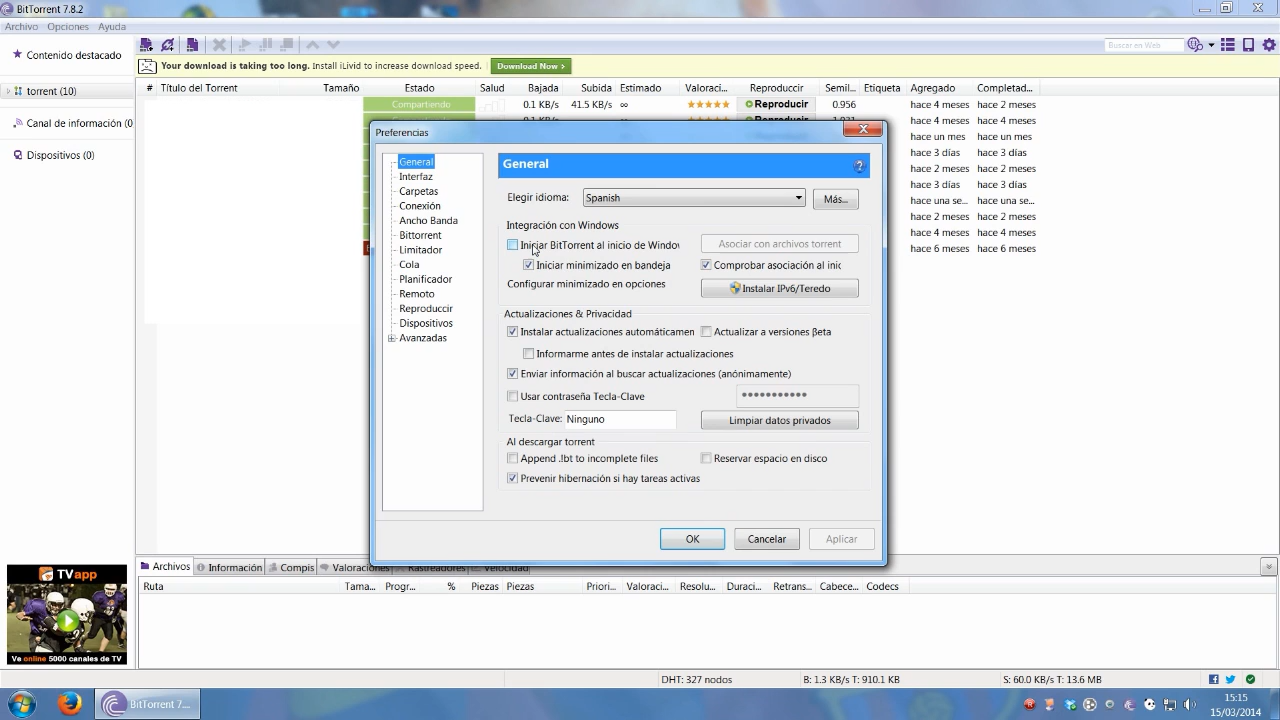 BitTorrent 7.8.2
Archivo Opciones Ayuda
Contenido destacado
torrent (10)
Canal de información (0
Dispositivos (0)
Buscar en Web
Your download is taking too long. Install iLivid to increase download speed. Download Now >
# Título del Torrent Tamaño Estado Salud Bajada Subida Estimado Valoraci... Reproducir Semil... Etiqueta Agregado Completad...
Compartiendo 0.1 KB/s 41.5 KB/s ∞ Reproducir 0.956 hace 4 meses hace 2 meses
hace 4 meses hace 4 meses
hace un mes hace un mes
hace 3 días hace 3 días
hace 2 meses hace 2 meses
hace 3 días hace 3 días
hace una se... hace una se...
hace 2 meses hace 2 meses
hace 4 meses hace 4 meses
hace 6 meses hace 6 meses
Preferencias
General
Interfaz
Carpetas
Conexión
Ancho Banda
Bittorrent
Limitador
Cola
Planificador
Remoto
Reproducir
Dispositivos
Avanzadas
General
Elegir idioma: Spanish Más...
Integración con Windows
Iniciar BitTorrent al inicio de Window Asociar con archivos torrent
Iniciar minimizado en bandeja Comprobar asociación al inic
Configurar minimizado en opciones Instalar IPv6/Teredo
Actualizaciones & Privacidad
Instalar actualizaciones automáticamen Actualizar a versiones βeta
Informarme antes de instalar actualizaciones
Enviar información al buscar actualizaciones (anónimamente)
Usar contraseña Tecla-Clave
Tecla-Clave: Ninguno Limpiar datos privados
Al descargar torrent
Append .!bt to incomplete files Reservar espacio en disco
Prevenir hibernación si hay tareas activas
OK Cancelar Aplicar
Archivos Información Compis Valoraciones Rastreadores Velocidad
Ruta Tama... Progr... % Piezas Piezas Priori... Valoraci... Resolu... Duraci... Retrans... Cabece... Codecs
TVapp
Ve online 5000 canales de TV
DHT: 327 nodos B: 1.3 KB/s T: 910.1 KB S: 60.0 KB/s T: 13.6 MB
BitTorrent 7....
15:15
15/03/2014